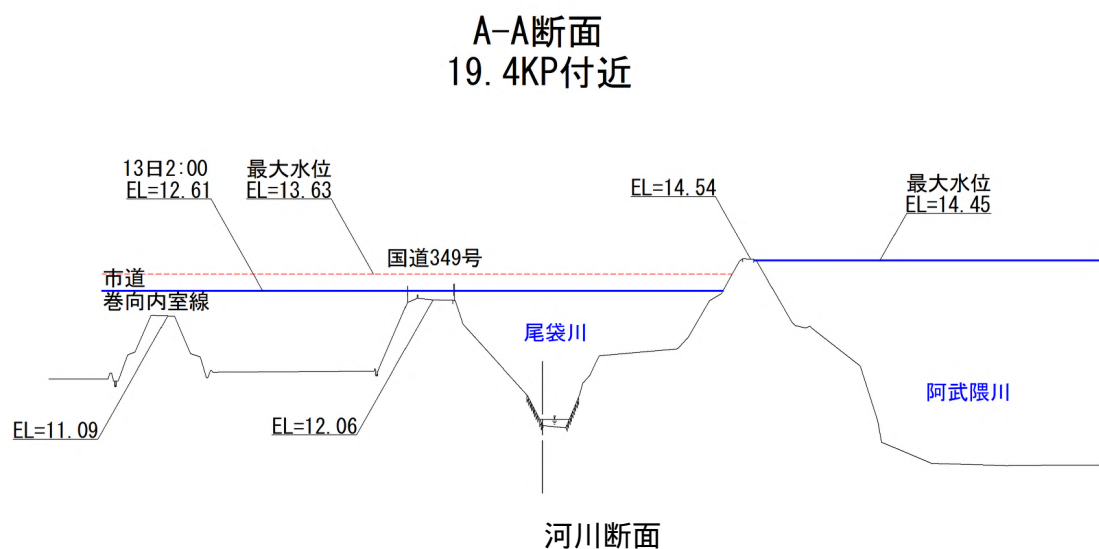 A-A断面
19.4KP付近
13日2:00
EL=12.61
最大水位
EL=13.63
EL=14.54
最大水位
EL=14.45
国道349号
市道
巻向内室線
尾袋川
阿武隈川
EL=11.09
EL=12.06
河川断面